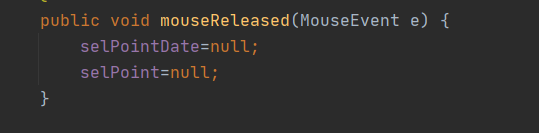 public void mouseReleased(MouseEvent e) {
    selPointDate=null;
    selPoint=null;
}